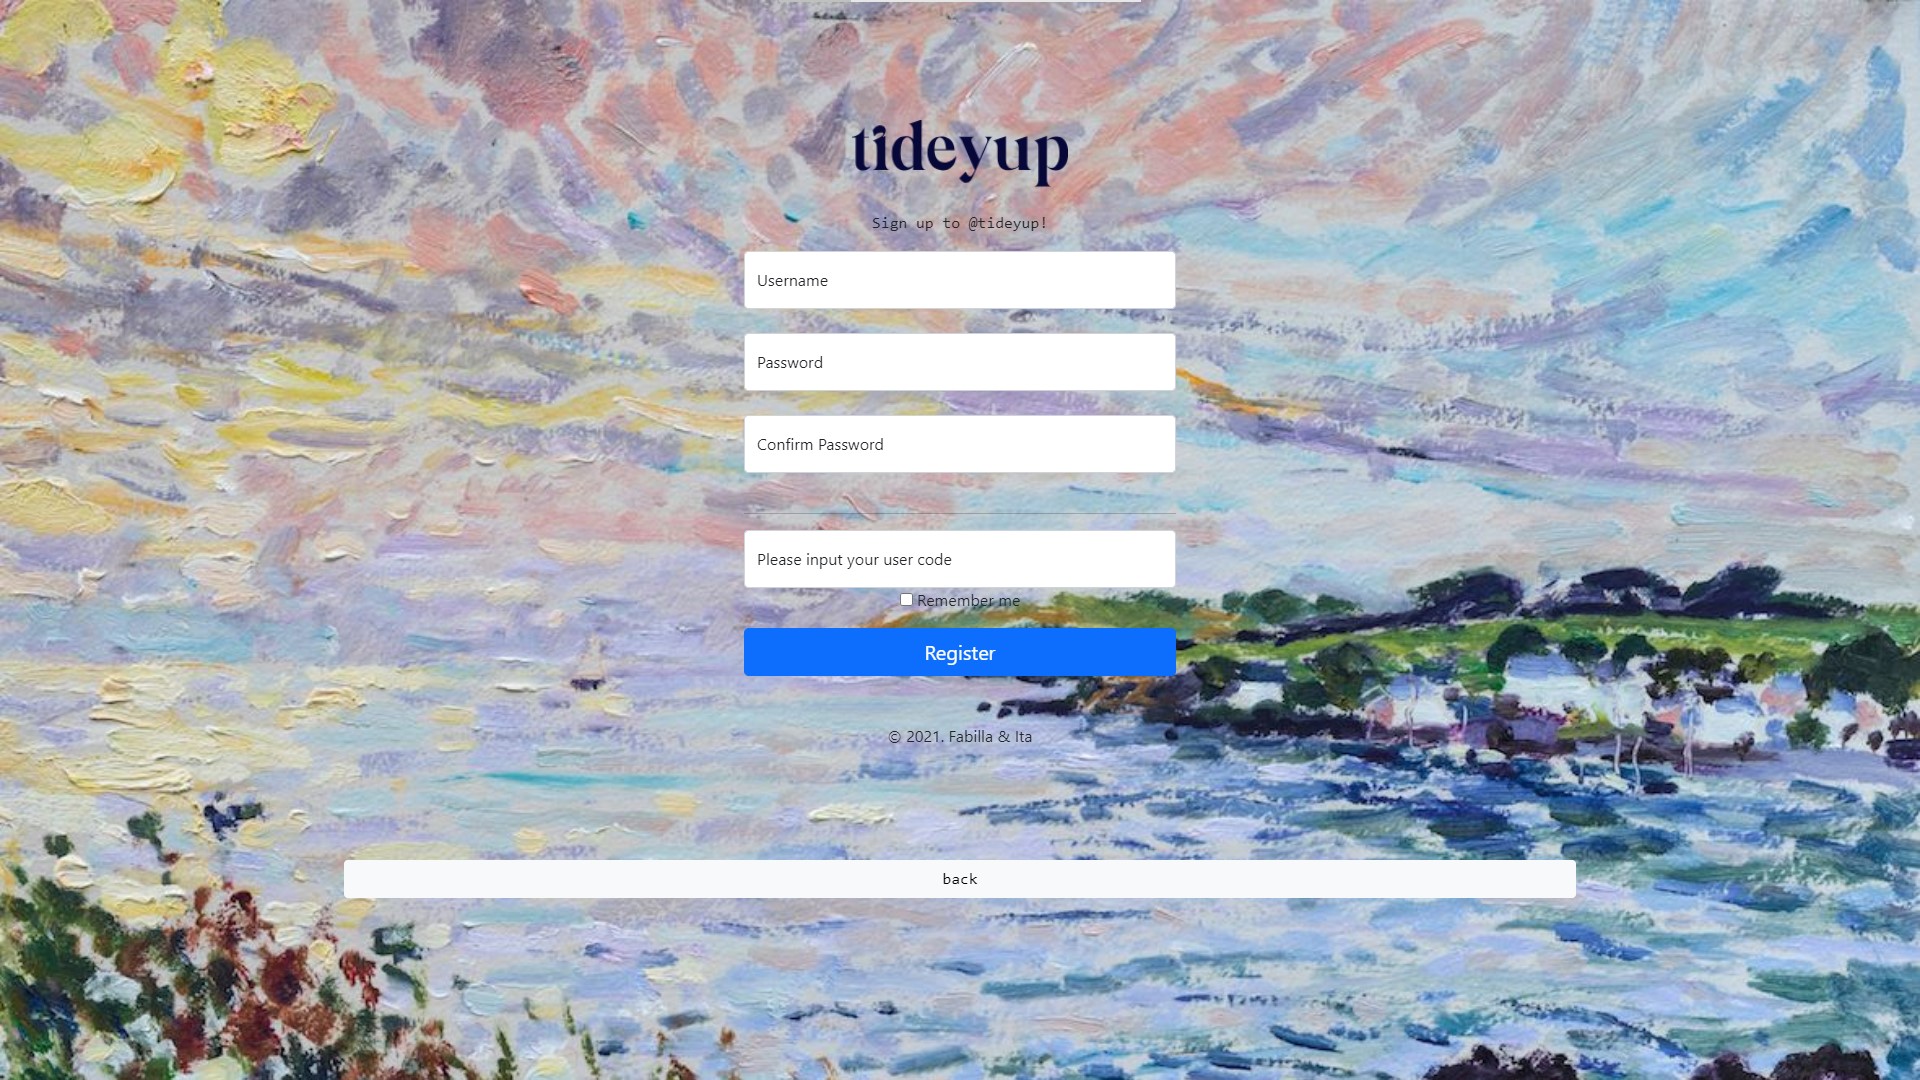 tideyup
Sign up to @tideyup!
Username
Password
Confirm Password
Please input your user code
Remember me
Register
© 2021. Fabilla & Ita
back